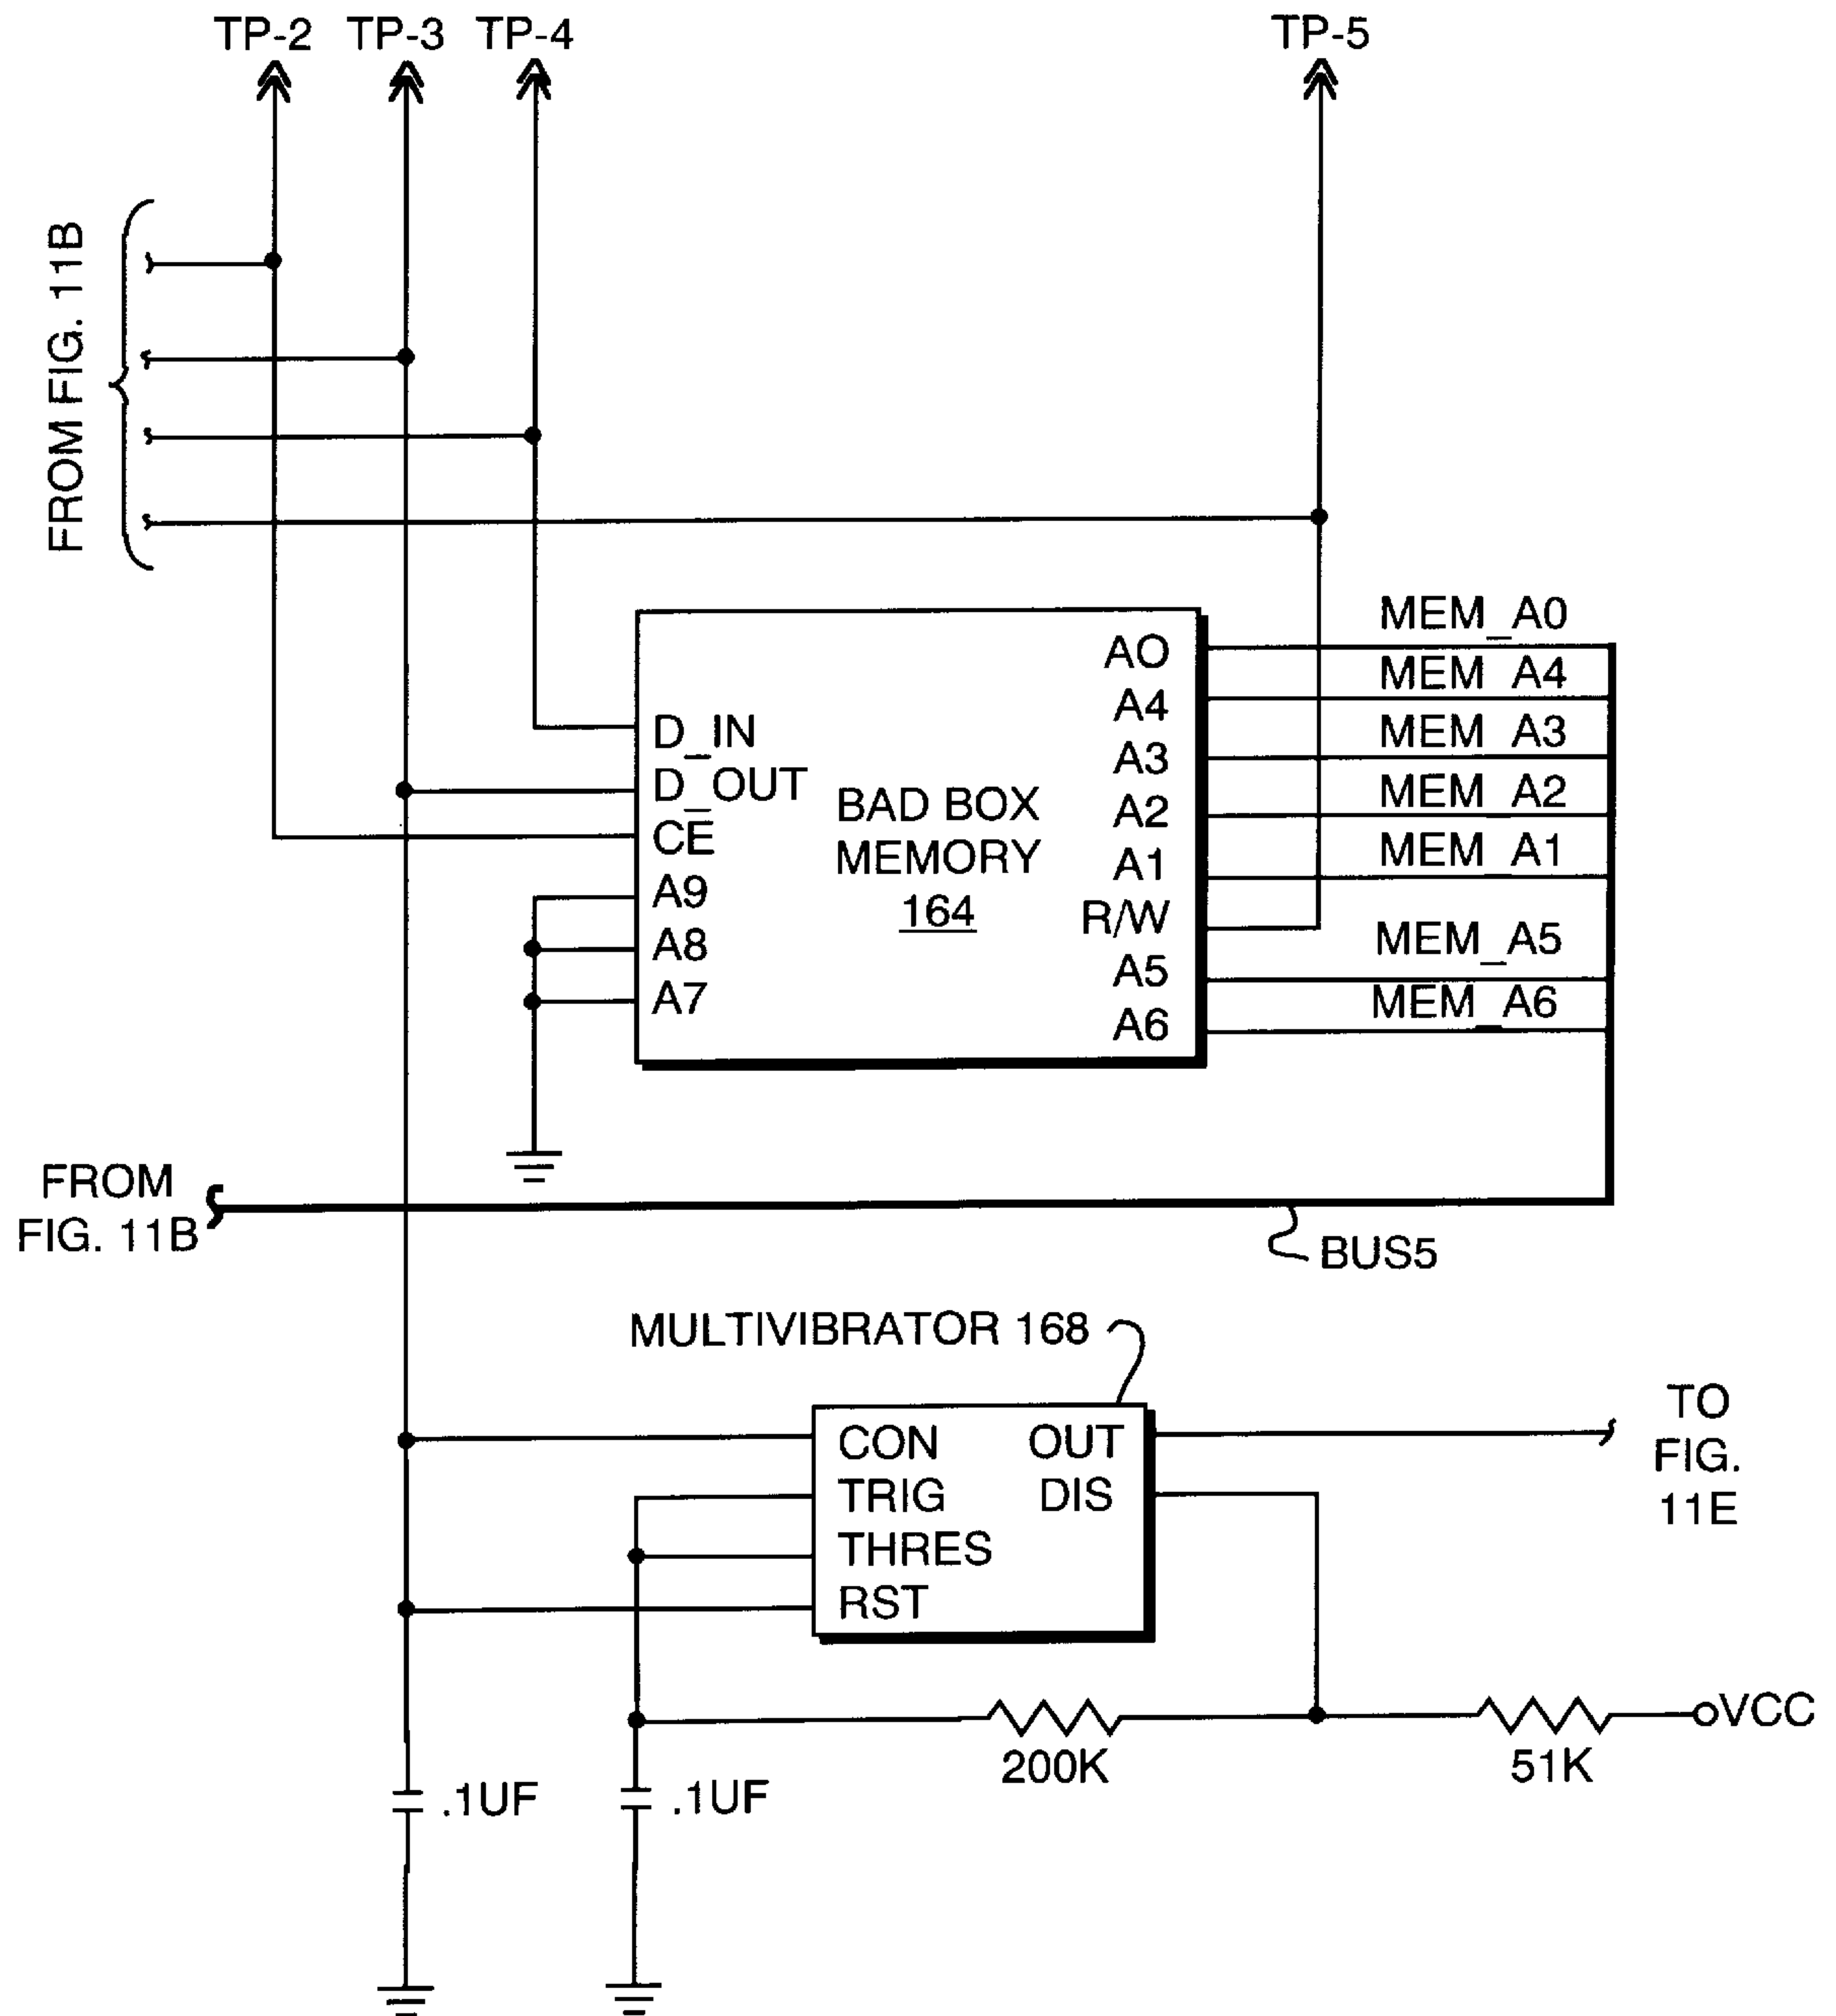 TP-2 TP-3 TP-4 TP-5
FROM FIG. 11B
D_IN
D_OUT
CE
A9
A8
A7
BAD BOX
MEMORY
164
AO
A4
A3
A2
A1
R/W
A5
A6
MEM_A0
MEM_A4
MEM_A3
MEM_A2
MEM_A1
MEM_A5
MEM_A6
FROM
FIG. 11B
BUS5
MULTIVIBRATOR 168
CON
TRIG
THRES
RST
OUT
DIS
TO
FIG.
11E
200K
51K
VCC
.1UF
.1UF